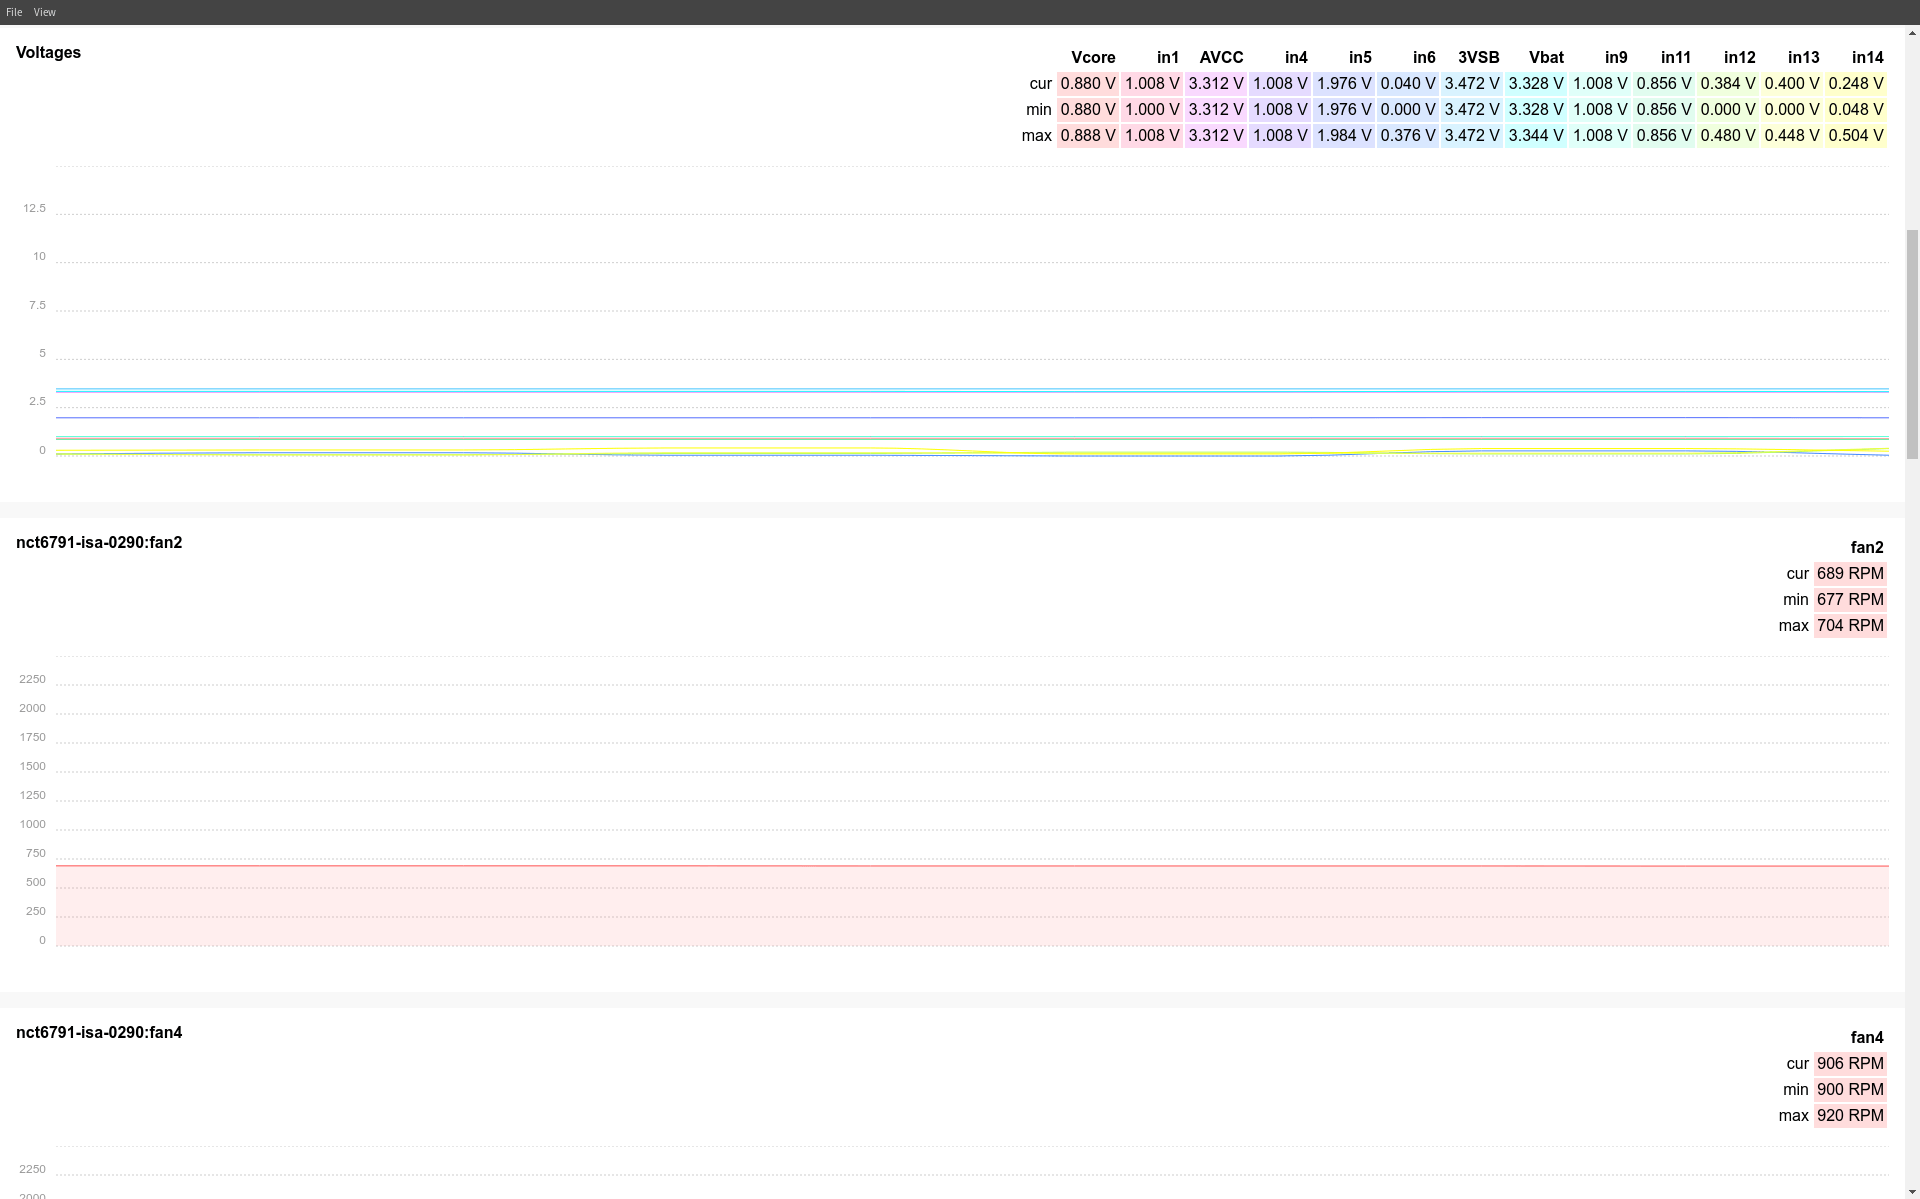 File View
Voltages
Vcore in1 AVCC in4 in5 in6 3VSB Vbat in9 in11 in12 in13 in14
cur 0.880 V 1.008 V 3.312 V 1.008 V 1.976 V 0.040 V 3.472 V 3.328 V 1.008 V 0.856 V 0.384 V 0.400 V 0.248 V
min 0.880 V 1.000 V 3.312 V 1.008 V 1.976 V 0.000 V 3.472 V 3.328 V 1.008 V 0.856 V 0.000 V 0.000 V 0.048 V
max 0.888 V 1.008 V 3.312 V 1.008 V 1.984 V 0.376 V 3.472 V 3.344 V 1.008 V 0.856 V 0.480 V 0.448 V 0.504 V
12.5
10
7.5
5
2.5
0
nct6791-isa-0290:fan2
fan2
cur 689 RPM
min 677 RPM
max 704 RPM
2250
2000
1750
1500
1250
1000
750
500
250
0
nct6791-isa-0290:fan4
fan4
cur 906 RPM
min 900 RPM
max 920 RPM
2250
2000